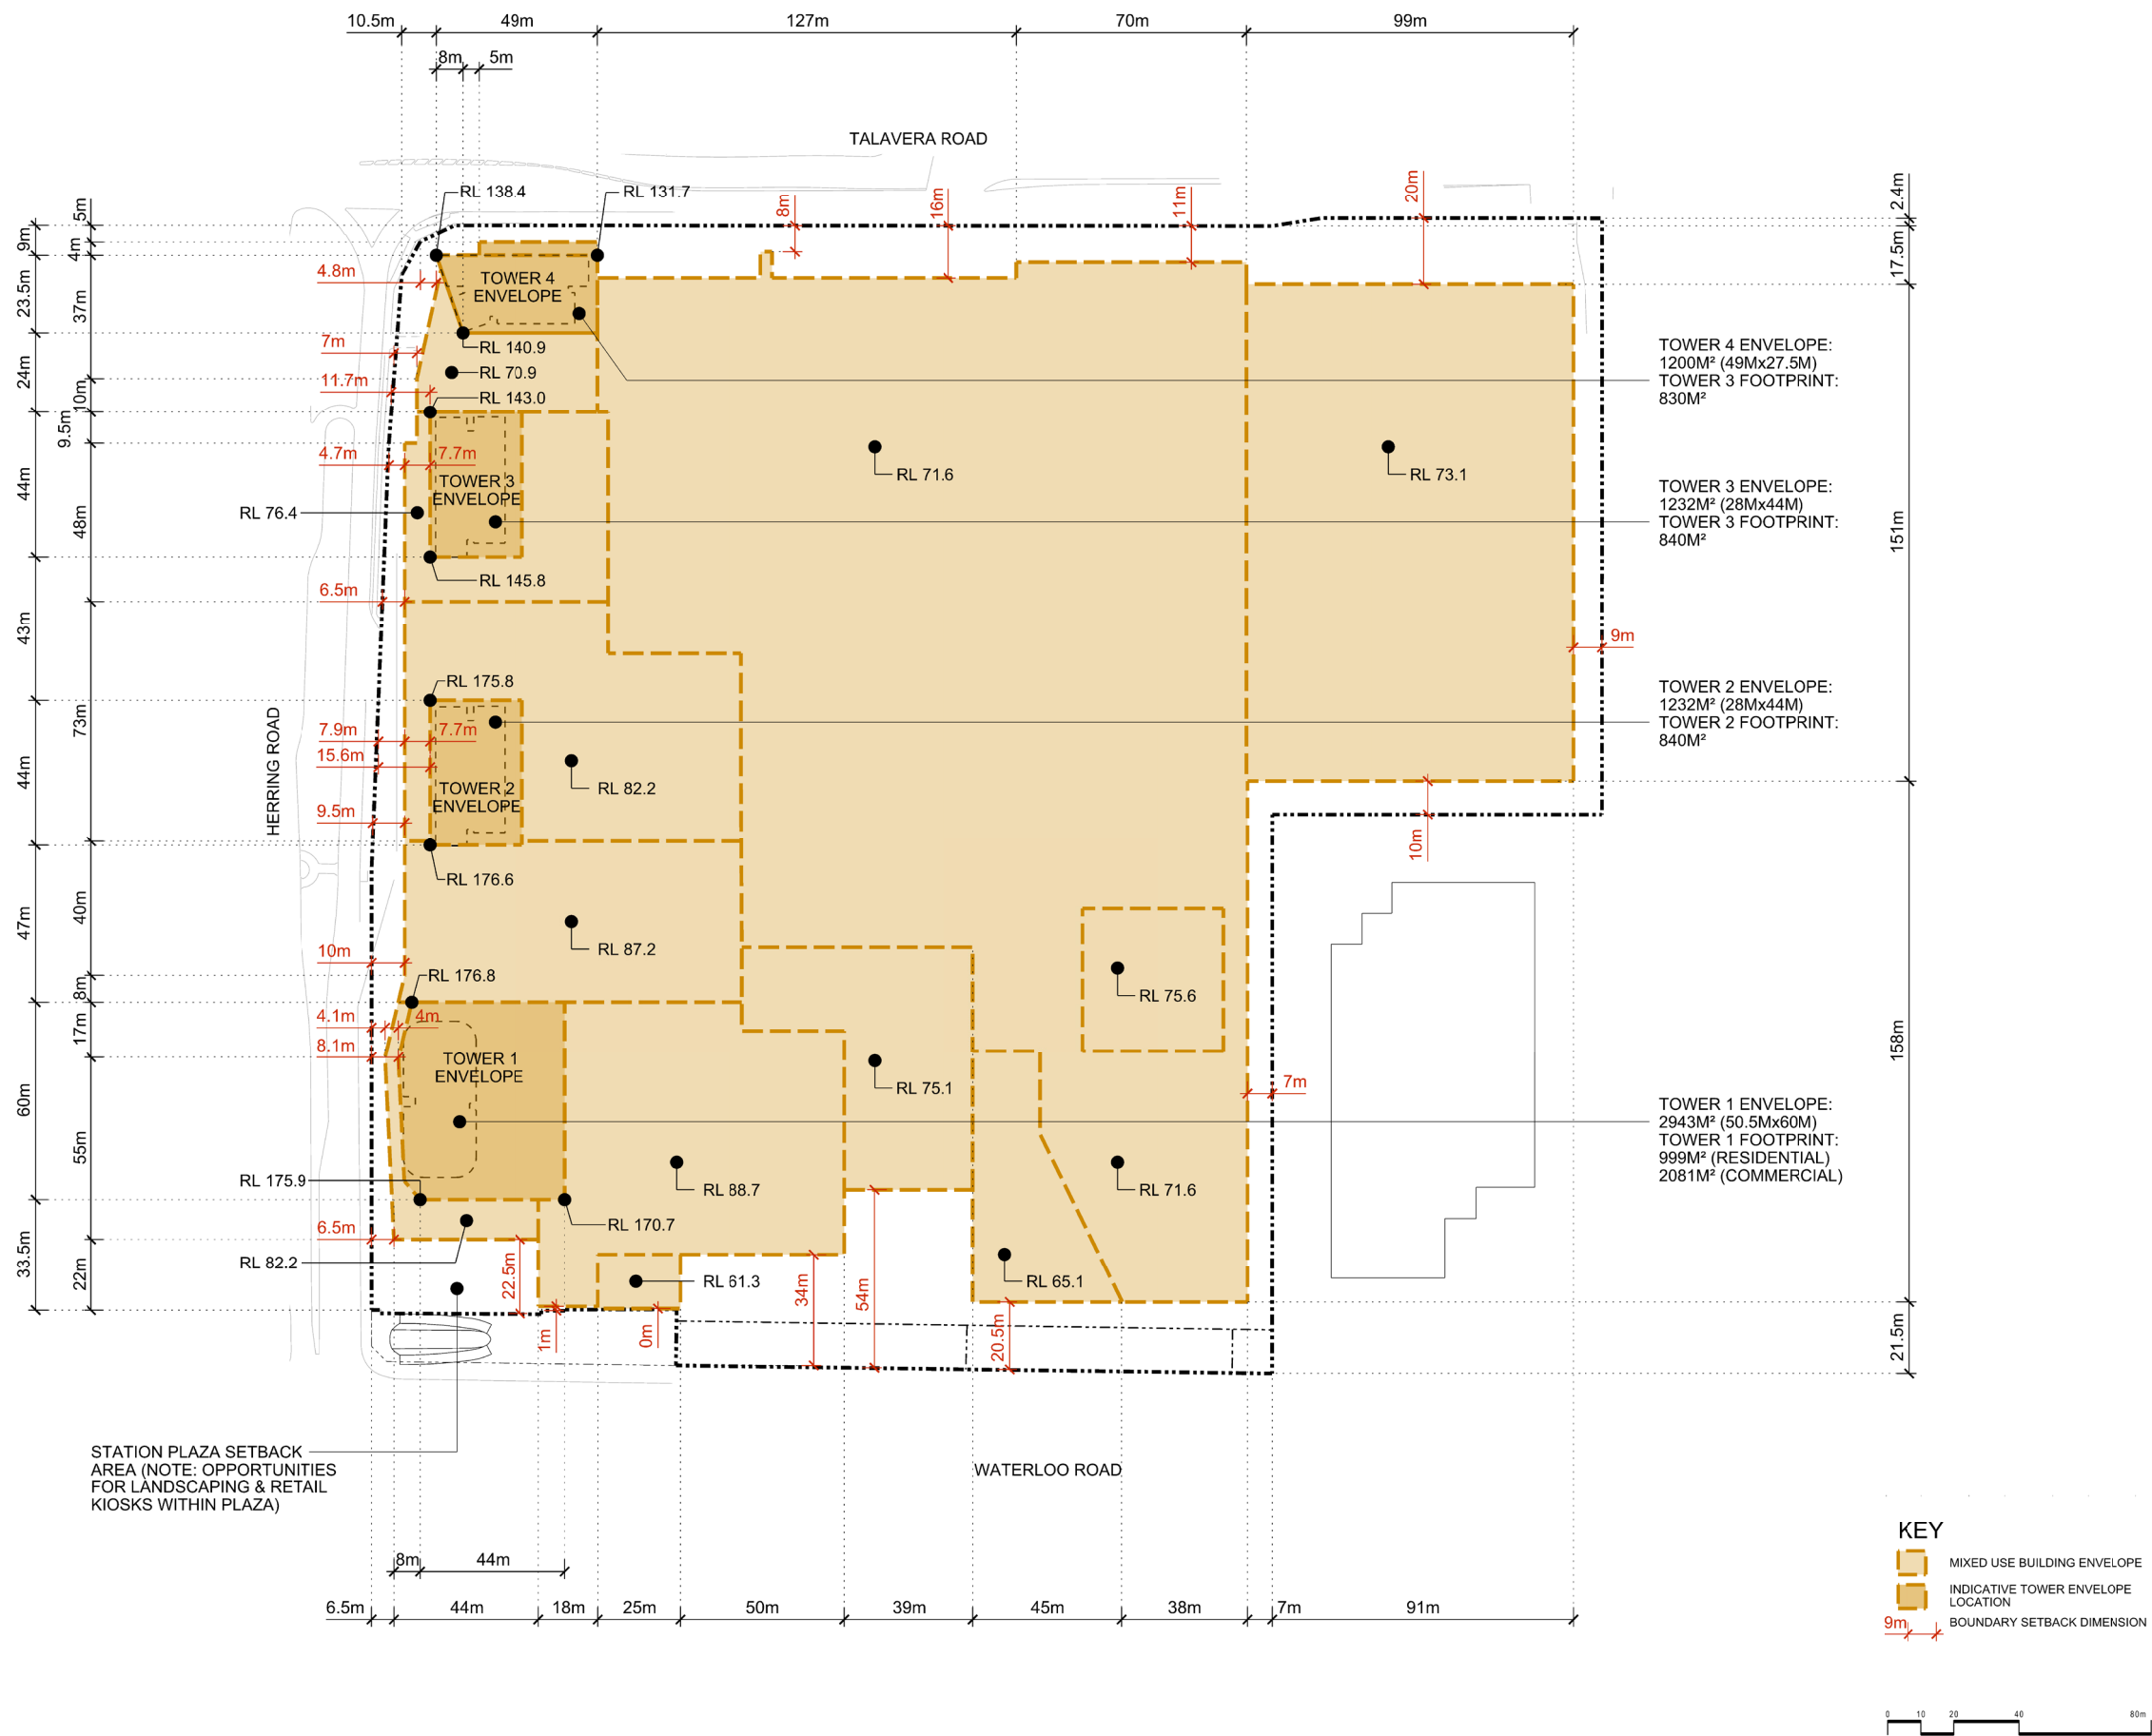 10.5m 49m 127m 70m 99m
8m 5m
TALAVERA ROAD
RL 138.4 RL 131.7
8m 16m 11m 20m 2.4m
5m 9m 4m
17.5m
4.8m
TOWER 4
ENVELOPE
23.5m 37m
RL 140.9
7m
24m
RL 70.9
11.7m
10m
RL 143.0
9.5m
TOWER 4 ENVELOPE:
1200M² (49Mx27.5M)
TOWER 3 FOOTPRINT:
830M²
4.7m 7.7m
44m
TOWER 3
ENVELOPE
RL 71.6 RL 73.1
RL 76.4
48m
TOWER 3 ENVELOPE:
1232M² (28Mx44M)
TOWER 3 FOOTPRINT:
840M²
151m
RL 145.8
6.5m
43m
9m
RL 175.8
73m
HERRING ROAD
7.9m 7.7m
15.6m
44m
TOWER 2
ENVELOPE
RL 82.2
9.5m
TOWER 2 ENVELOPE:
1232M² (28Mx44M)
TOWER 2 FOOTPRINT:
840M²
10m
RL 176.6
47m 40m
RL 87.2
10m
RL 176.8
8m
RL 75.6
4.1m 4m
17m
8.1m
TOWER 1
ENVELOPE
RL 75.1
7m
158m
60m
55m
TOWER 1 ENVELOPE:
2943M² (50.5Mx60M)
TOWER 1 FOOTPRINT:
999M² (RESIDENTIAL)
2081M² (COMMERCIAL)
RL 175.9
RL 88.7 RL 71.6
6.5m
RL 170.7
RL 82.2
33.5m 22m
22.5m
RL 61.3
34m 54m
RL 65.1
1m 0m 20.5m 21.5m
STATION PLAZA SETBACK
AREA (NOTE: OPPORTUNITIES
FOR LANDSCAPING & RETAIL
KIOSKS WITHIN PLAZA)
WATERLOO ROAD
8m 44m
6.5m 44m 18m 25m 50m 39m 45m 38m 7m 91m
KEY
MIXED USE BUILDING ENVELOPE
INDICATIVE TOWER ENVELOPE
LOCATION
9m BOUNDARY SETBACK DIMENSION
0 10 20 40 80m